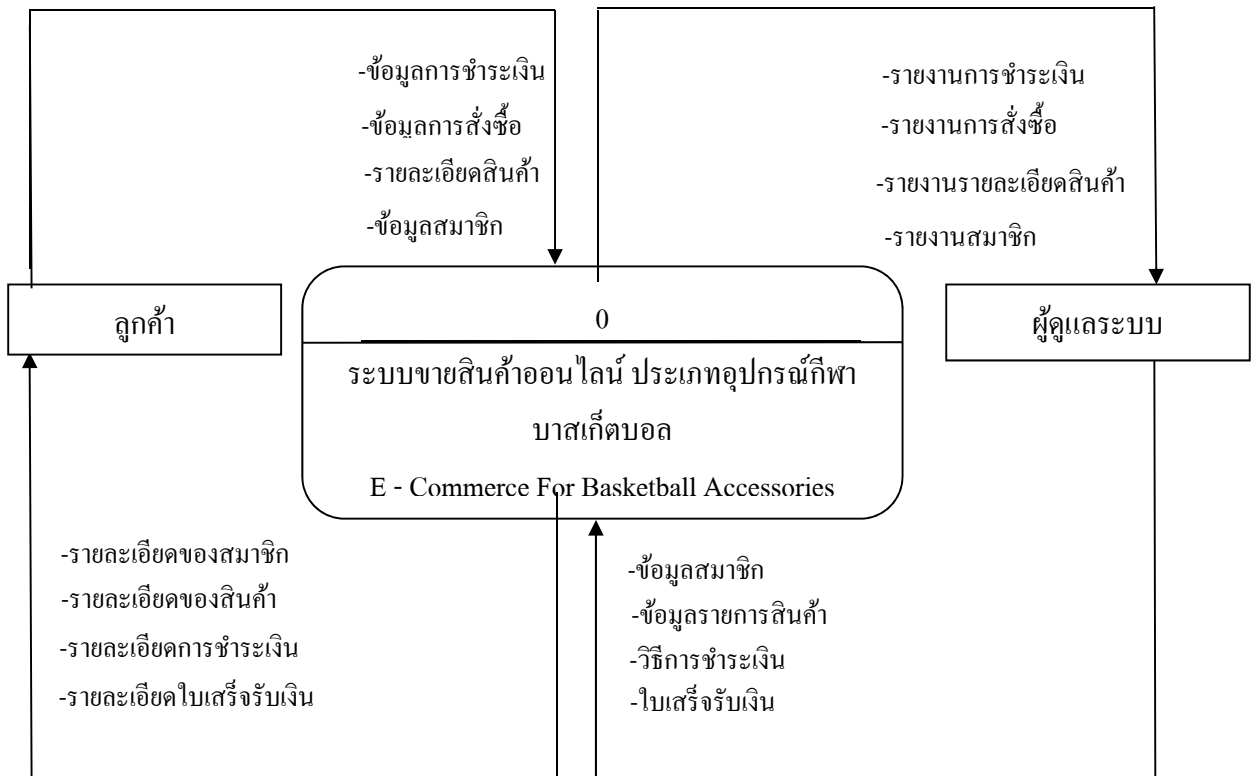 -ข้อมูลการชำระเงิน
-ข้อมูลการสั่งซื้อ
-รายละเอียดสินค้า
-ข้อมูลสมาชิก
-รายงานการชำระเงิน
-รายงานการสั่งซื้อ
-รายงานรายละเอียดสินค้า
-รายงานสมาชิก
ลูกค้า
0
ระบบขายสินค้าออนไลน์ ประเภทอุปกรณ์กีฬา
บาสเก็ตบอล
E - Commerce For Basketball Accessories
ผู้ดูแลระบบ
-รายละเอียดของสมาชิก
-รายละเอียดของสินค้า
-รายละเอียดการชำระเงิน
-รายละเอียดใบเสร็จรับเงิน
-ข้อมูลสมาชิก
-ข้อมูลรายการสินค้า
-วิธีการชำระเงิน
-ใบเสร็จรับเงิน